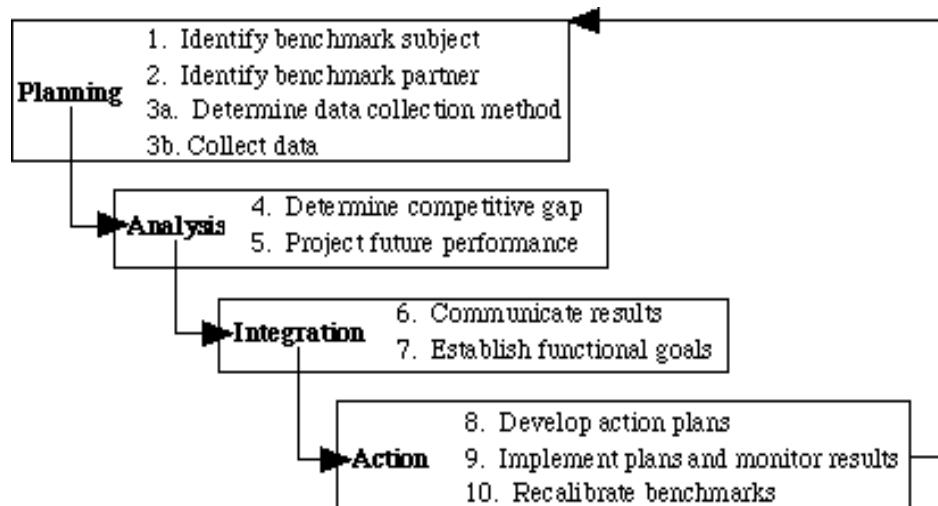 Planning
1. Identify benchmark subject
2. Identify benchmark partner
3a. Determine data collection method
3b. Collect data
Analysis
4. Determine competitive gap
5. Project future performance
Integration
6. Communicate results
7. Establish functional goals
Action
8. Develop action plans
9. Implement plans and monitor results
10. Recalibrate benchmarks